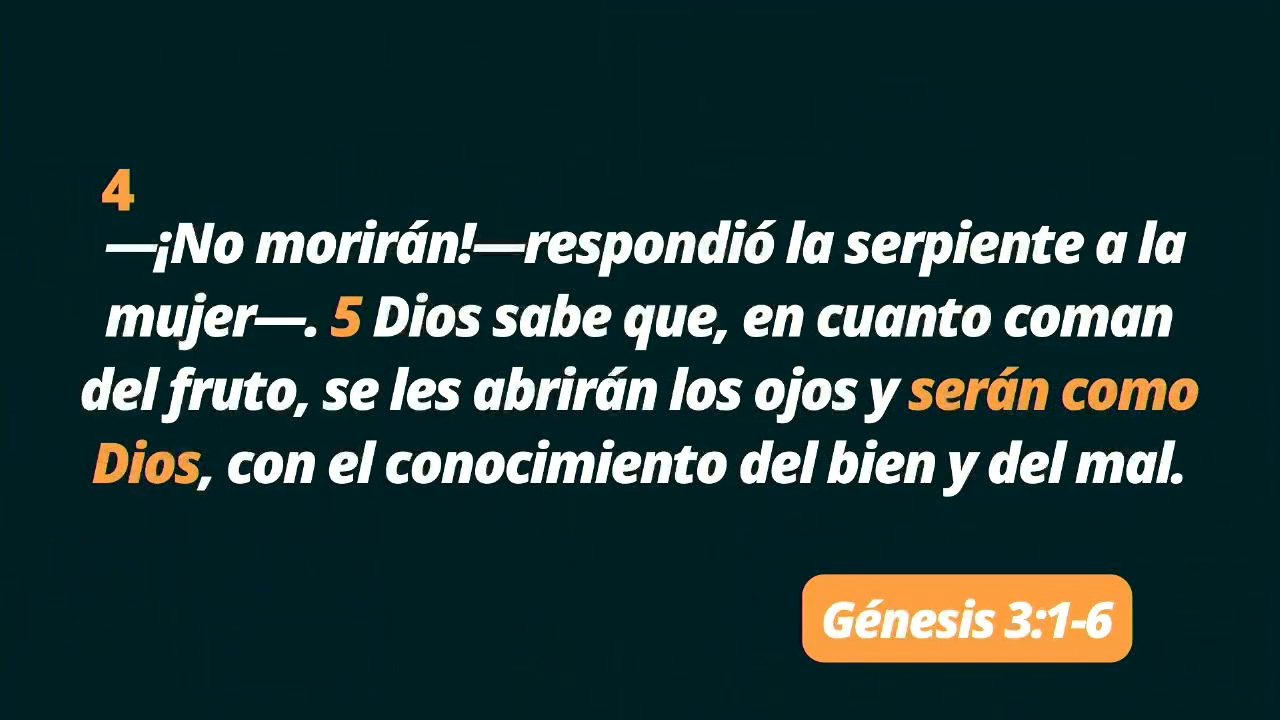 4
—¡No morirán!—respondió la serpiente a la
mujer—. 5 Dios sabe que, en cuanto coman
del fruto, se les abrirán los ojos y serán como
Dios, con el conocimiento del bien y del mal.
Génesis 3:1-6